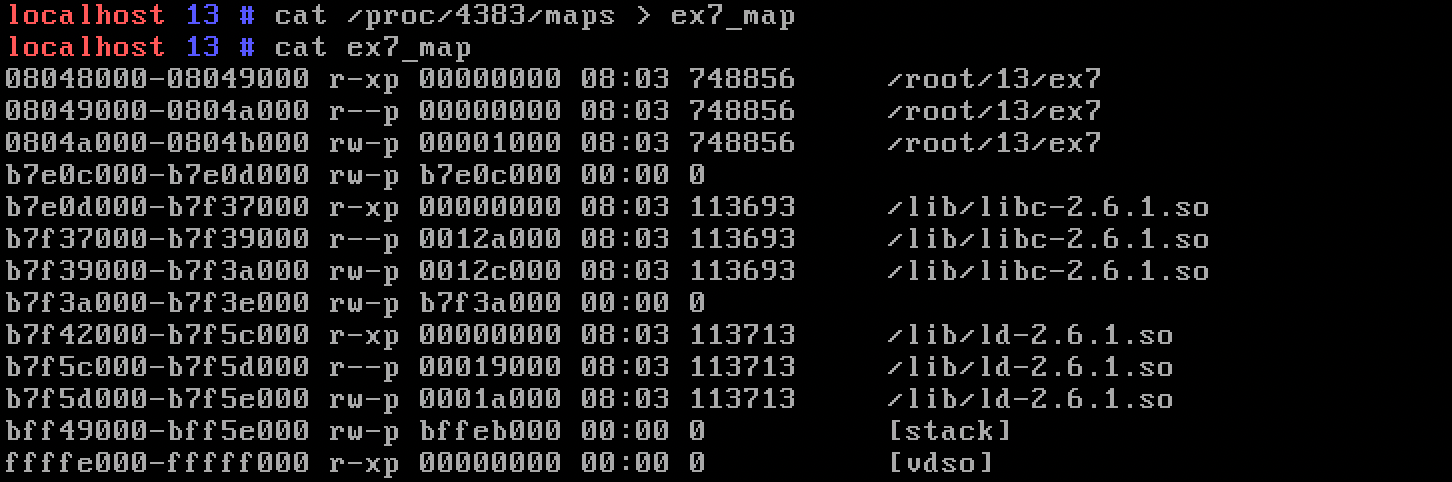 localhost 13 # cat /proc/4383/maps > ex7_map
localhost 13 # cat ex7_map
08048000-08049000 r-xp 00000000 08:03 748856     /root/13/ex7
08049000-0804a000 r--p 00000000 08:03 748856     /root/13/ex7
0804a000-0804b000 rw-p 00001000 08:03 748856     /root/13/ex7
b7e0c000-b7e0d000 rw-p b7e0c000 00:00 0
b7e0d000-b7f37000 r-xp 00000000 08:03 113693     /lib/libc-2.6.1.so
b7f37000-b7f39000 r--p 0012a000 08:03 113693     /lib/libc-2.6.1.so
b7f39000-b7f3a000 rw-p 0012c000 08:03 113693     /lib/libc-2.6.1.so
b7f3a000-b7f3e000 rw-p b7f3a000 00:00 0
b7f42000-b7f5c000 r-xp 00000000 08:03 113713     /lib/ld-2.6.1.so
b7f5c000-b7f5d000 r--p 00019000 08:03 113713     /lib/ld-2.6.1.so
b7f5d000-b7f5e000 rw-p 0001a000 08:03 113713     /lib/ld-2.6.1.so
bff49000-bff5e000 rw-p bffeb000 00:00 0          [stack]
ffffe000-fffff000 r-xp 00000000 00:00 0          [vdso]